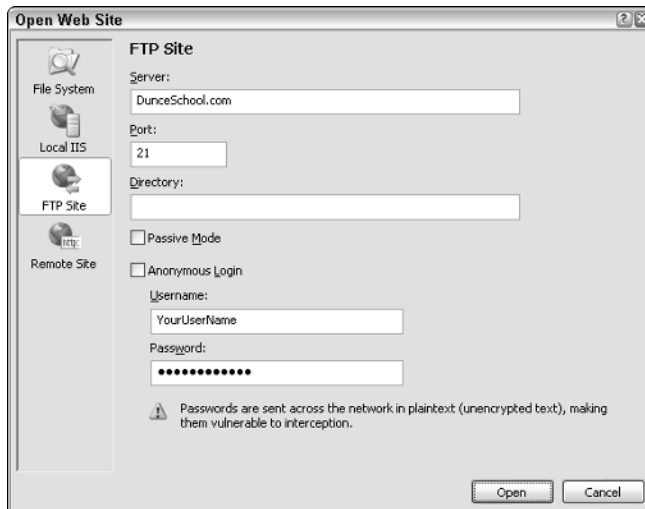 Open Web Site
File System
Local IIS
FTP Site
http:
Remote Site
FTP Site
Server:
DunceSchool.com
Port:
21
Directory:
Passive Mode
Anonymous Login
Username:
YourUserName
Password:
••••••••••••
Passwords are sent across the network in plaintext (unencrypted text), making
them vulnerable to interception.
Open
Cancel